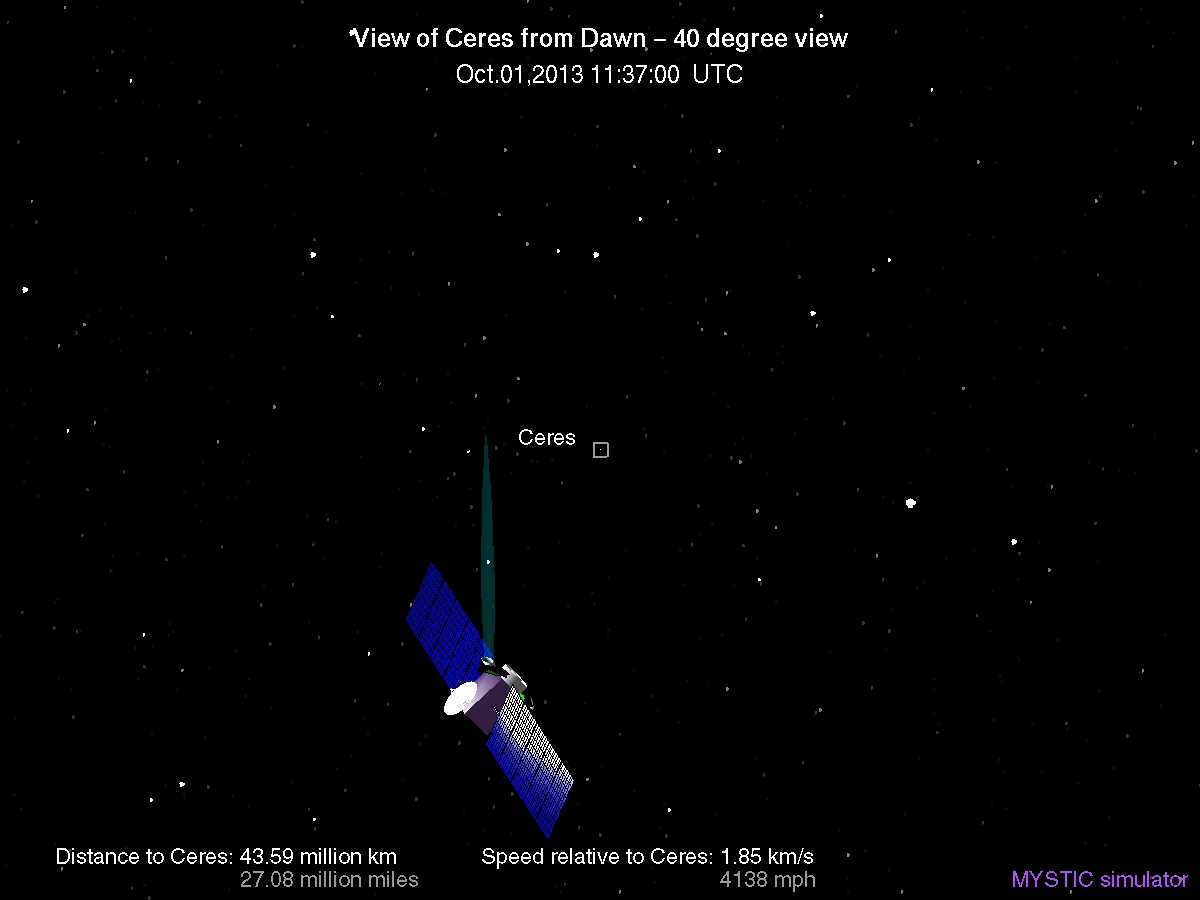 View of Ceres from Dawn – 40 degree view
Oct.01,2013 11:37:00 UTC
Ceres
Distance to Ceres: 43.59 million km
27.08 million miles
Speed relative to Ceres: 1.85 km/s
4138 mph
MYSTIC simulator